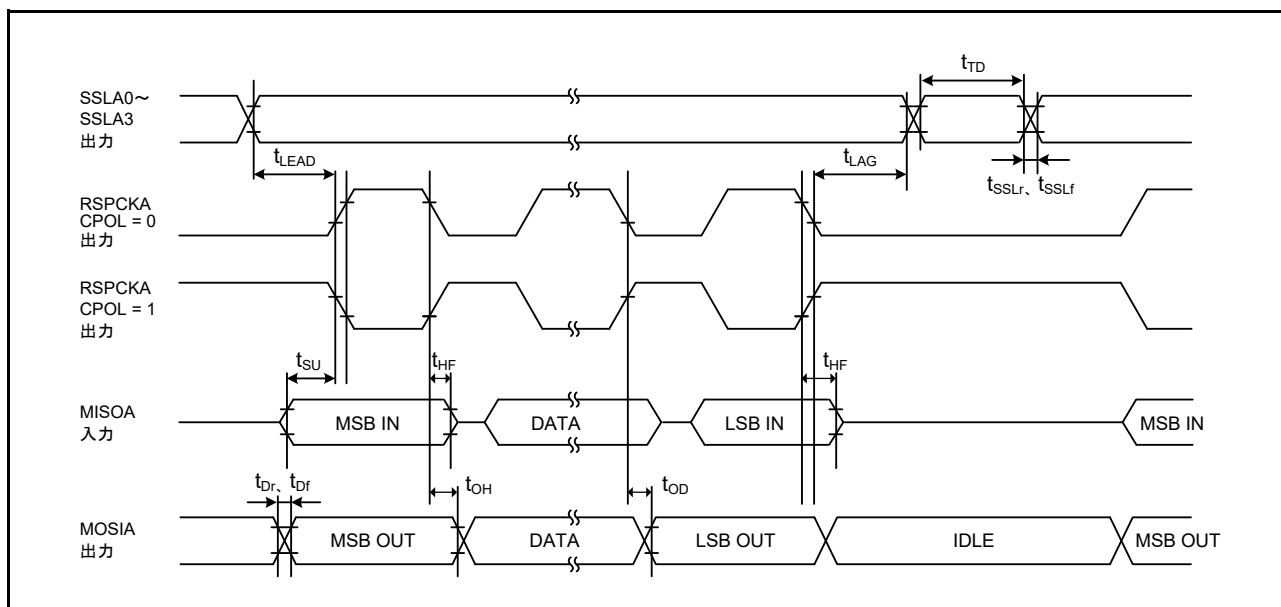 tTD
SSLA0～
SSLA3
出力
tLEAD
tLAG
tSSLr、tSSLf
RSPCKA
CPOL = 0
出力
RSPCKA
CPOL = 1
出力
tSU
tHF
tHF
MISOA
入力
MSB IN
DATA
LSB IN
MSB IN
tDr、tDf
tOH
tOD
MOSIA
出力
MSB OUT
DATA
LSB OUT
IDLE
MSB OUT